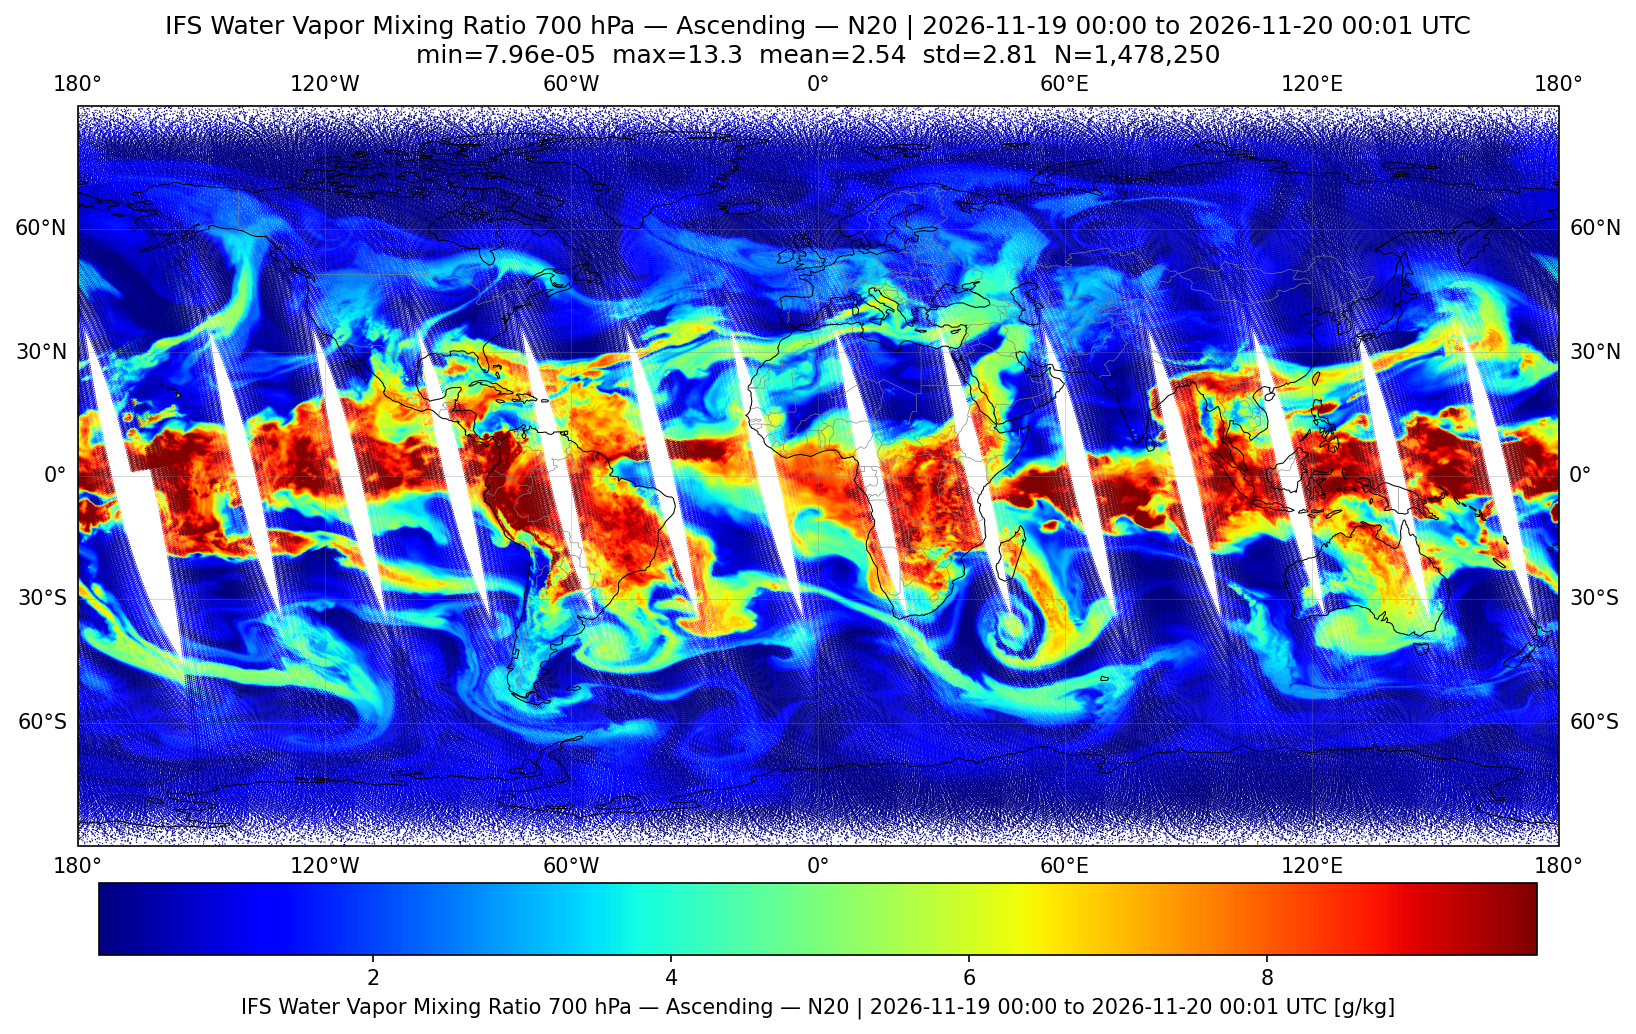 IFS Water Vapor Mixing Ratio 700 hPa — Ascending — N20 | 2026-11-19 00:00 to 2026-11-20 00:01 UTC
min=7.96e-05 max=13.3 mean=2.54 std=2.81 N=1,478,250
180° 120°W 60°W 0° 60°E 120°E 180°
60°N 60°N
30°N 30°N
0° 0°
30°S 30°S
60°S 60°S
180° 120°W 60°W 0° 60°E 120°E 180°
2 4 6 8
IFS Water Vapor Mixing Ratio 700 hPa — Ascending — N20 | 2026-11-19 00:00 to 2026-11-20 00:01 UTC [g/kg]